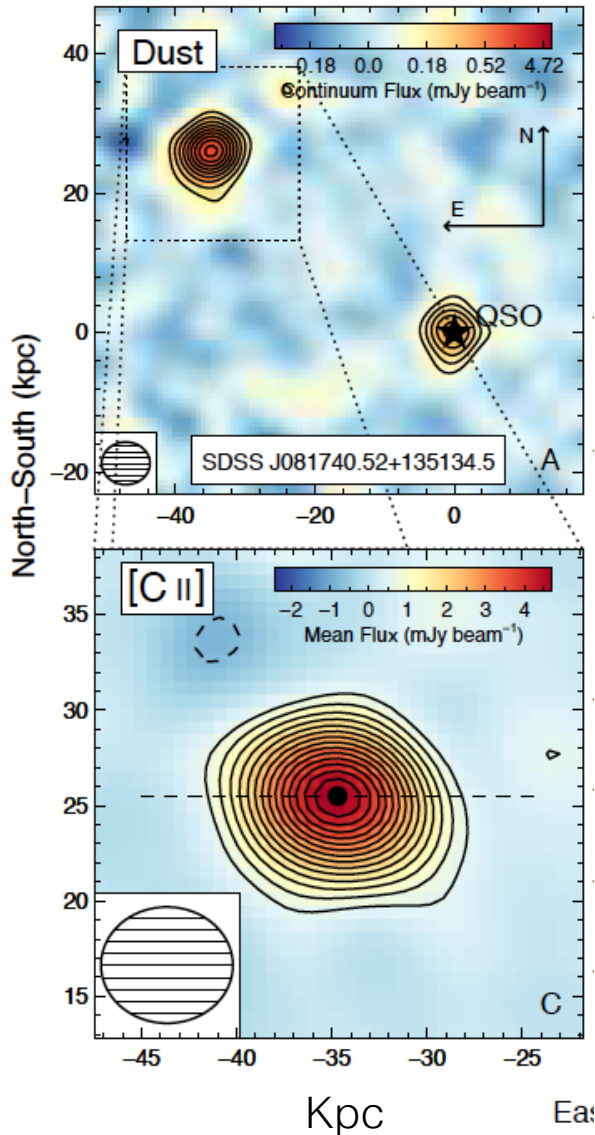 Dust
-0.18 0.0 0.18 0.52 4.72
Continuum Flux (mJy beam⁻¹)
N
E
QSO
SDSS J081740.52+135134.5
A
40
20
0
−20
−40 −20 0
North–South (kpc)
[C II]
−2 −1 0 1 2 3 4
Mean Flux (mJy beam⁻¹)
35
30
25
20
15
C
−45 −40 −35 −30 −25
Kpc
Eas